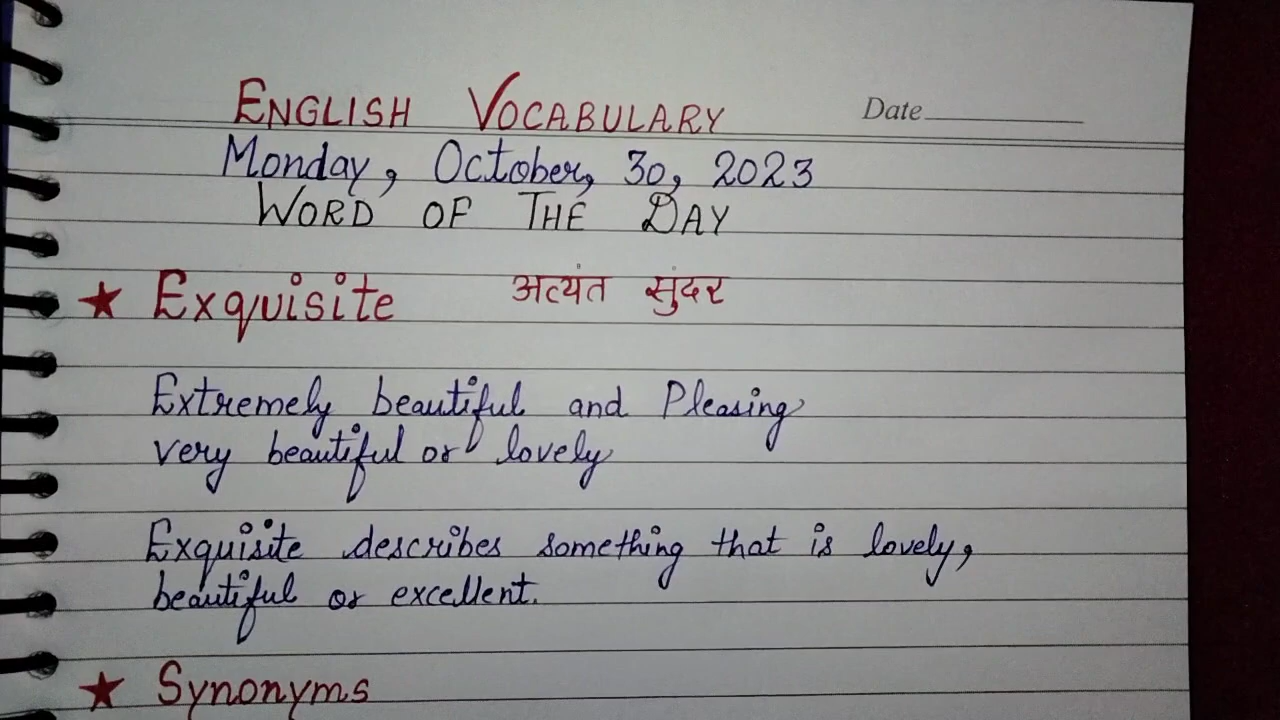 ENGLISH VOCABULARY
Date
Monday, October, 30, 2023
WORD OF THE DAY
★ Exquisite अत्यंत सुंदर
Extremely beautiful and Pleasing
very beautiful or lovely
Exquisite describes something that is lovely,
beautiful or excellent.
★ Synonyms